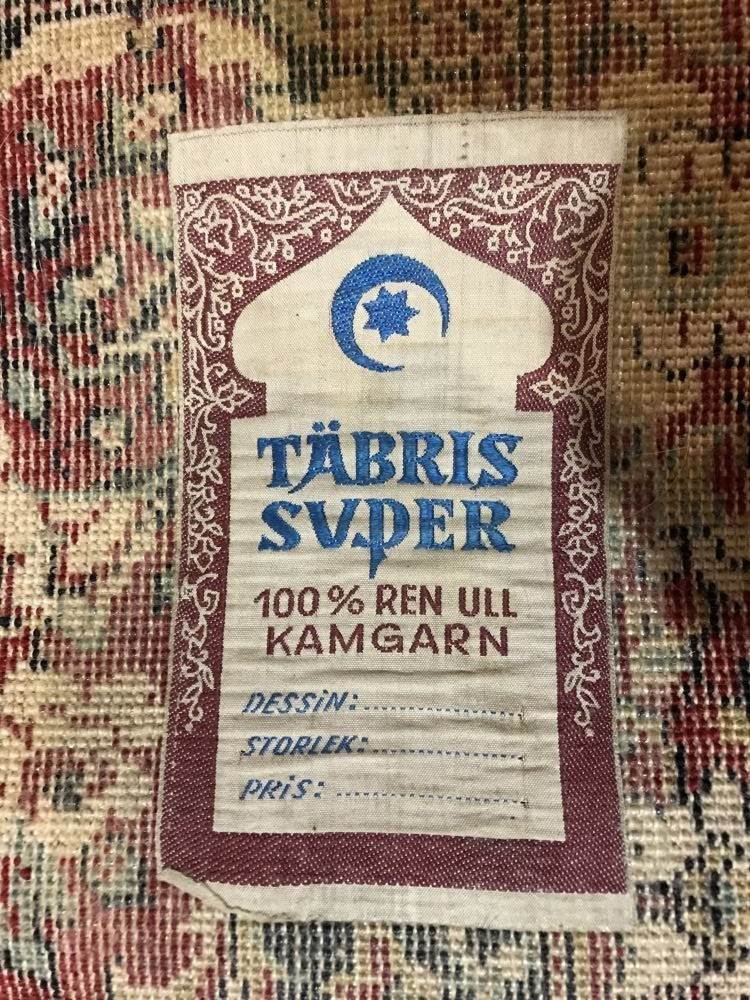 TÄBRIS
SVPER
100% REN ULL
KAMGARN
DESSiN:
STORLEK:
PRiS: